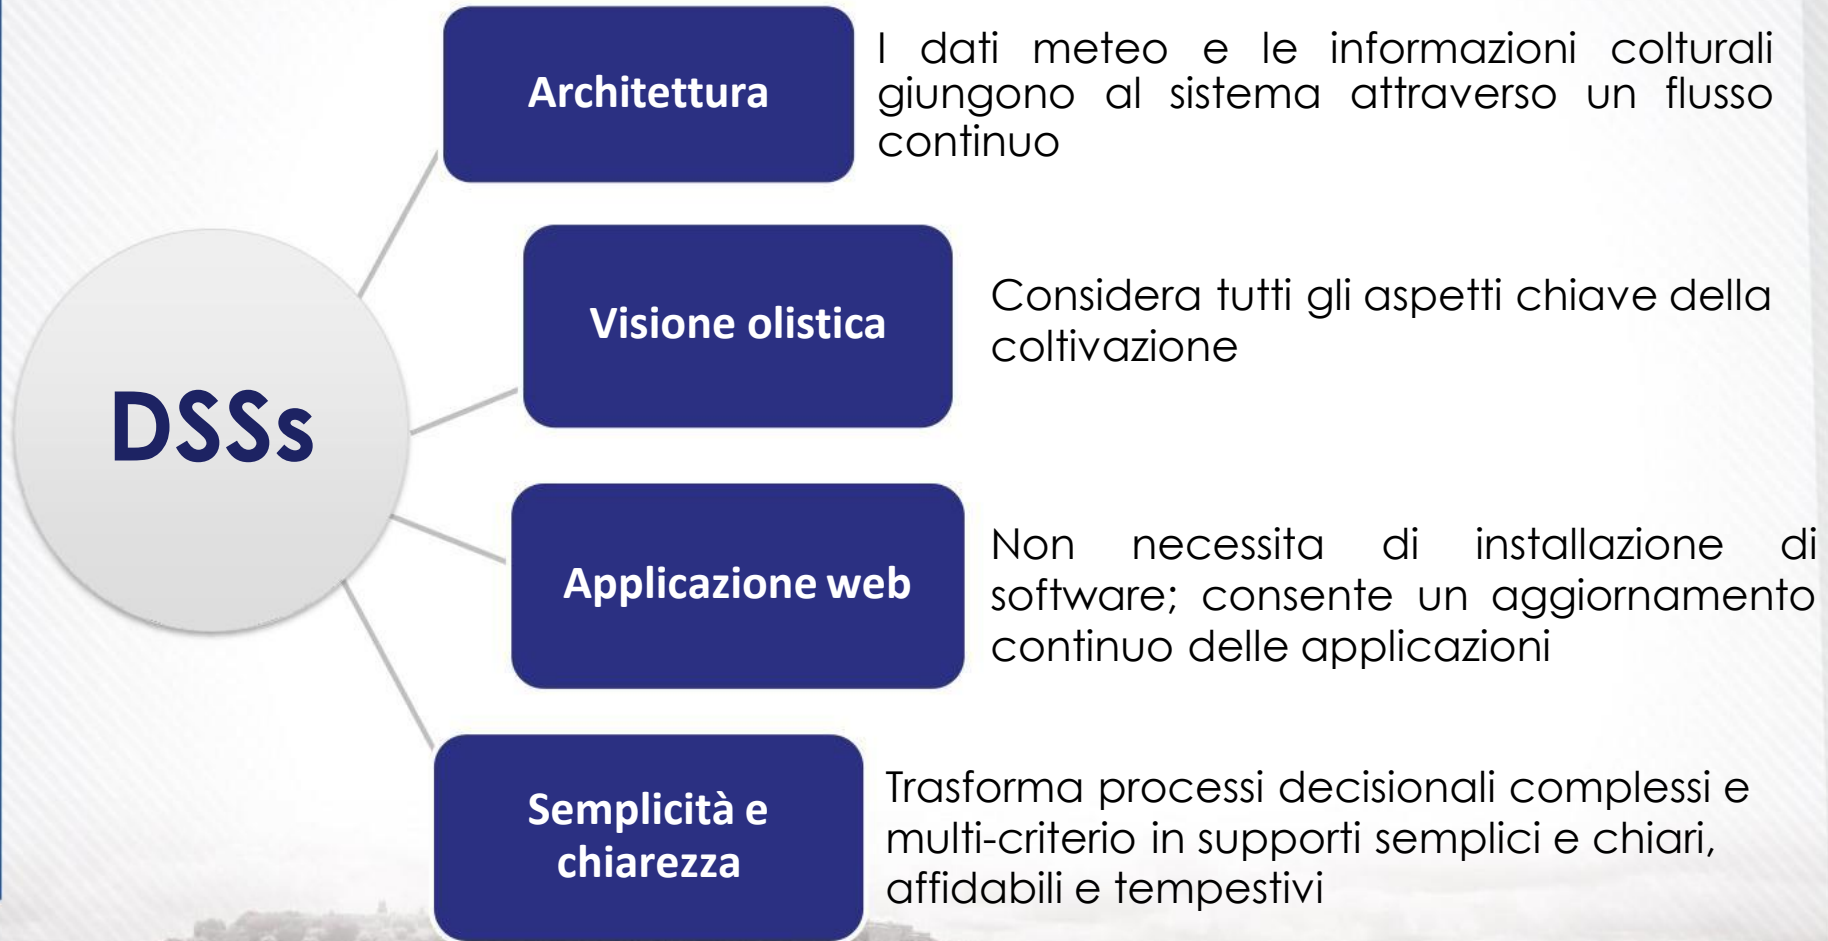 DSSs
Architettura
I dati meteo e le informazioni colturali
giungono al sistema attraverso un flusso
continuo
Visione olistica
Considera tutti gli aspetti chiave della
coltivazione
Applicazione web
Non necessita di installazione di
software; consente un aggiornamento
continuo delle applicazioni
Semplicità e
chiarezza
Trasforma processi decisionali complessi e
multi-criterio in supporti semplici e chiari,
affidabili e tempestivi